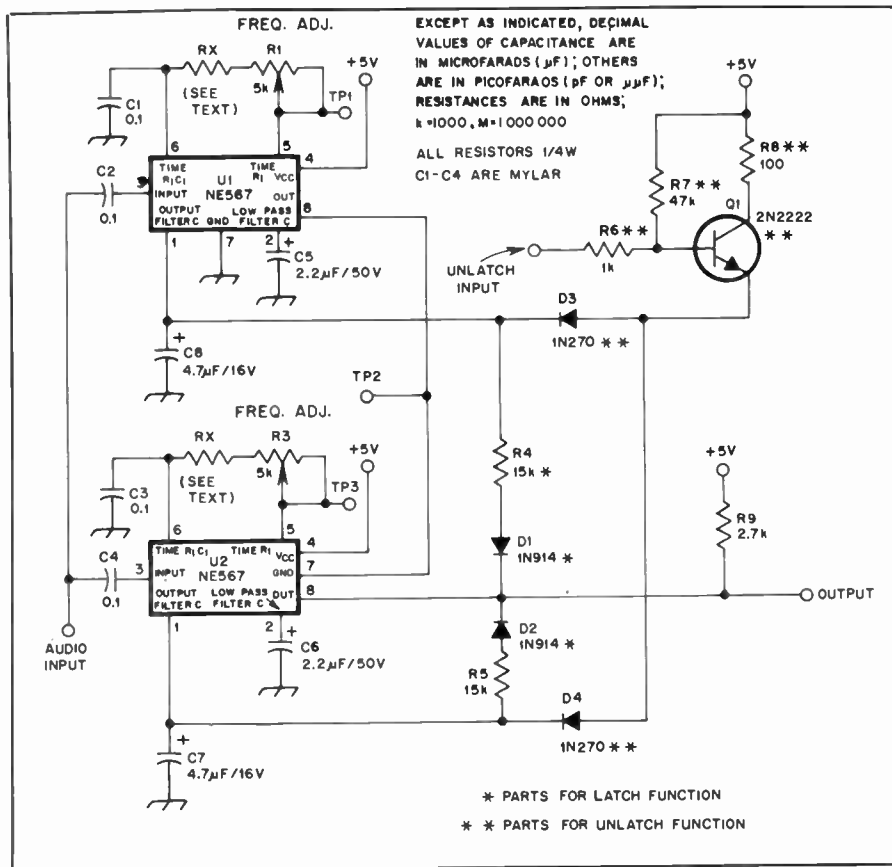 FREQ. ADJ.
RX
R1
5k
(SEE
TEXT)
+5V
TP1
C1
0.1
6
5
4
C2
0.1
3
TIME
R1C1
TIME
R1
VCC
U1
NE567
INPUT
OUT
OUTPUT
FILTER C
GND
LOW PASS
FILTER C
6
1
7
2
+
C5
2.2µF/50V
EXCEPT AS INDICATED, DECIMAL
VALUES OF CAPACITANCE ARE
IN MICROFARADS (µF); OTHERS
ARE IN PICOFARAOS (pF OR µµF);
RESISTANCES ARE IN OHMS;
k=1000, M=1000 000
ALL RESISTORS 1/4W
C1-C4 ARE MYLAR
+5V
R8 **
100
R7 **
47k
Q1
2N2222
**
R6 **
1k
UNLATCH
INPUT
D3
1N270 **
+
C8
4.7µF/16V
TP2
FREQ. ADJ.
RX
R3
5k
(SEE
TEXT)
+5V
TP3
C3
0.1
6
5
4
C4
0.1
3
TIME R1C1
TIME R1
VCC
U2
NE567
INPUT
GND
7
OUTPUT
FILTER C
LOW PASS
FILTER C
OUT
8
1
2
+
C6
2.2µF/50V
AUDIO
INPUT
R4
15k *
D1
1N914 *
+5V
R9
2.7k
OUTPUT
D2
1N914 *
R5
15k
D4
1N270 **
+
C7
4.7µF/16V
* PARTS FOR LATCH FUNCTION
* * PARTS FOR UNLATCH FUNCTION